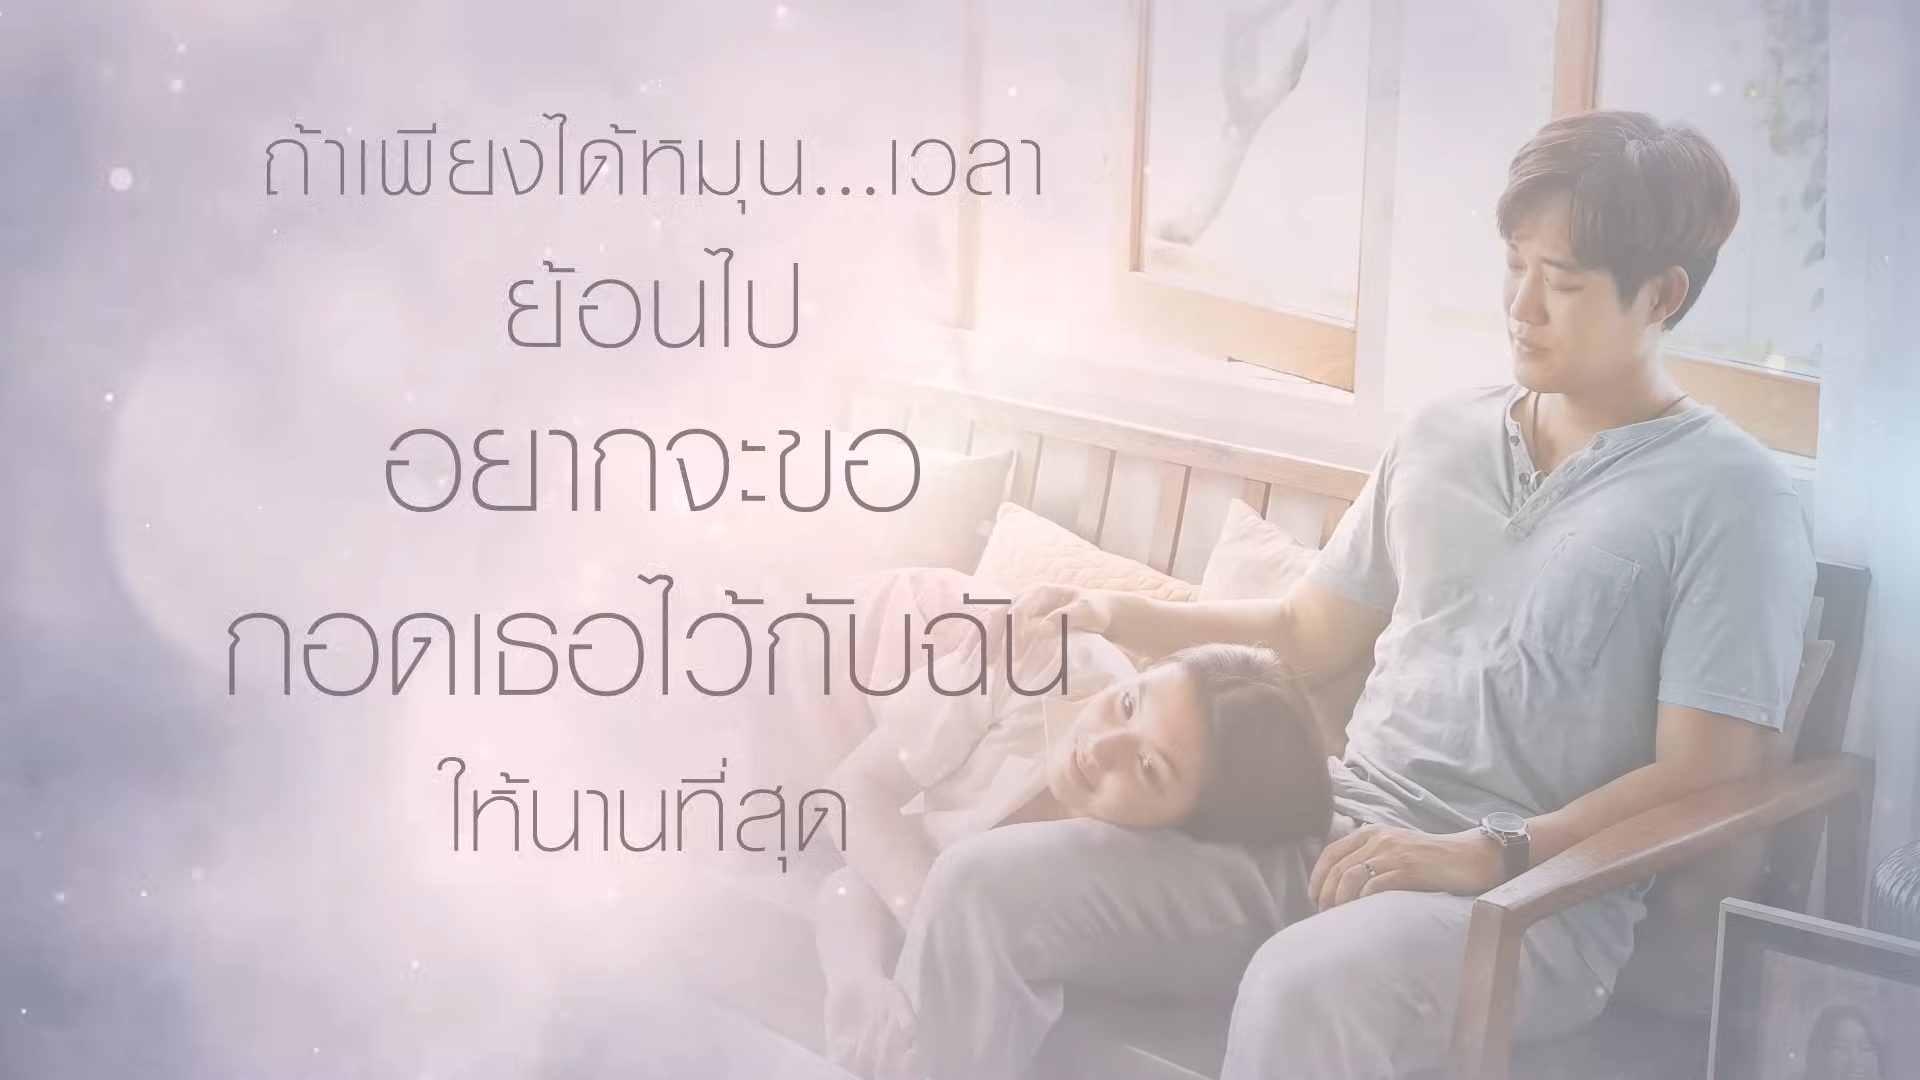 ถ้าเพียงได้หมุน...เวลา
ย้อนไป
อยากจะขอ
กอดเธอไว้กับฉัน
ให้นานที่สุด